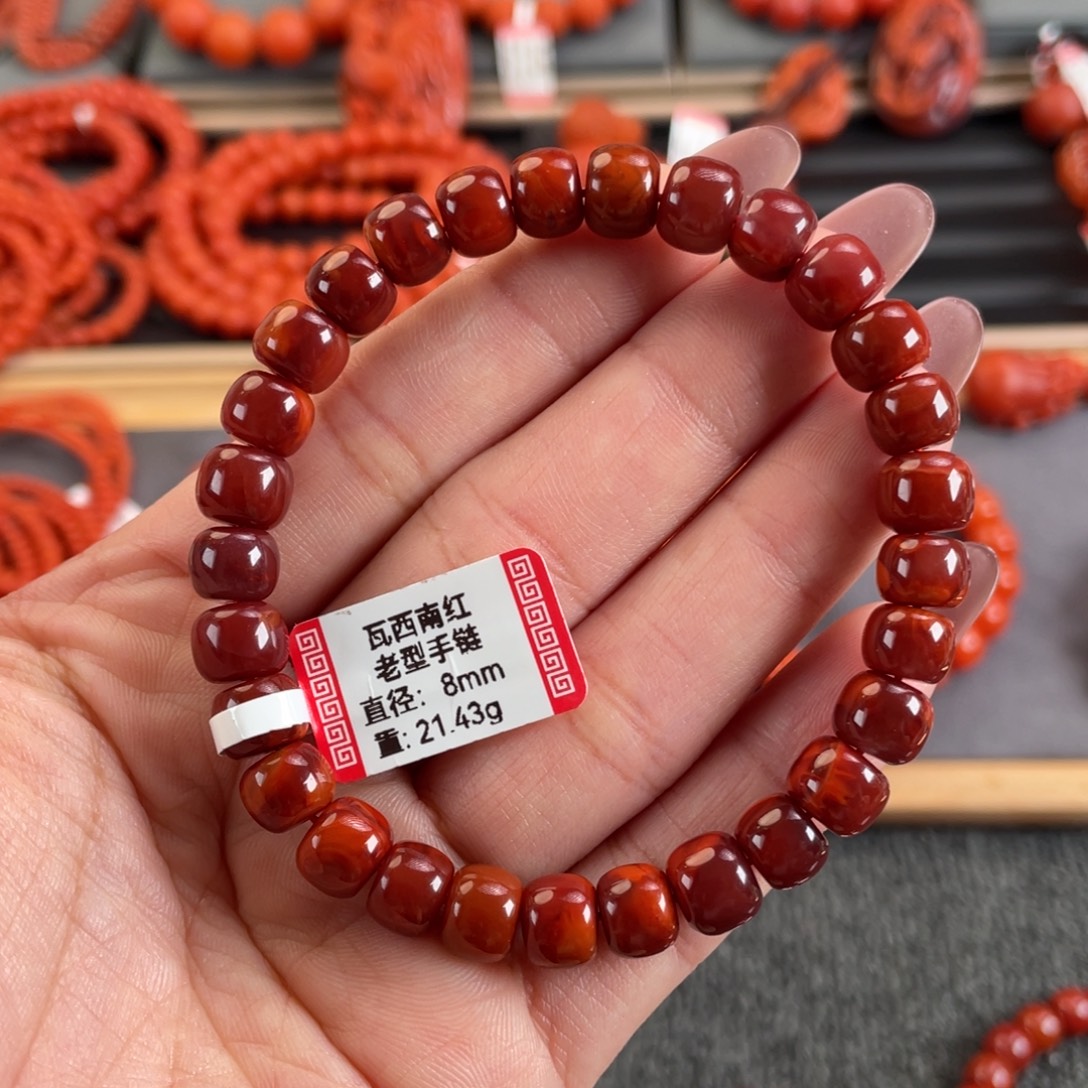 瓦西南红
老型手链
直径: 8mm
重: 21.43g